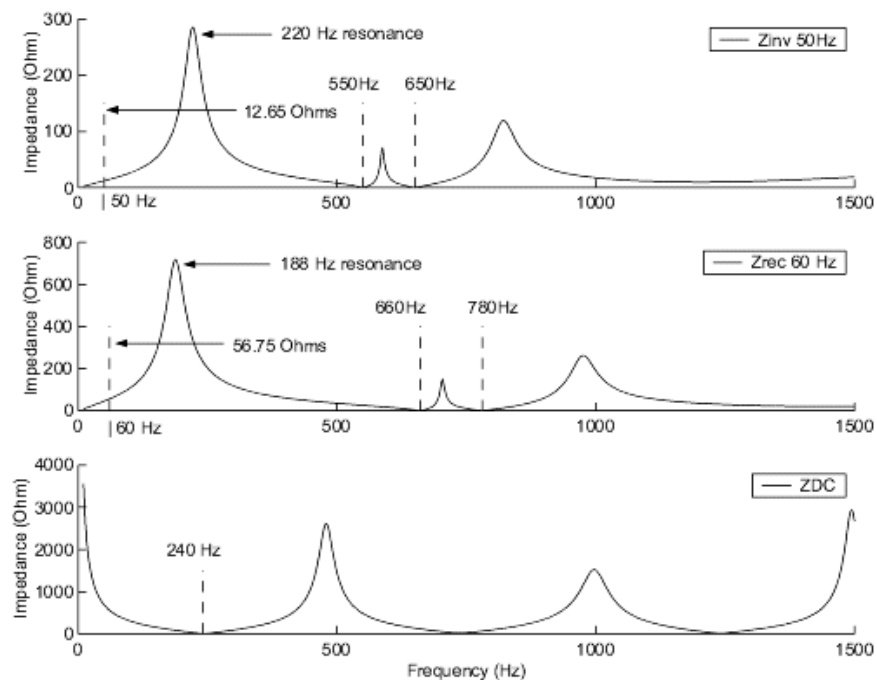 300
220 Hz resonance
Zinv 50Hz
550Hz
650Hz
200
Impedance (Ohm)
12.65 Ohms
100
0
0
| 50 Hz
500
1000
1500
800
188 Hz resonance
Zrec 60 Hz
600
660Hz
780Hz
Impedance (Ohm)
400
56.75 Ohms
200
0
0
| 60 Hz
500
1000
1500
4000
ZDC
3000
Impedance (Ohm)
240 Hz
2000
1000
0
0
500
1000
1500
Frequency (Hz)